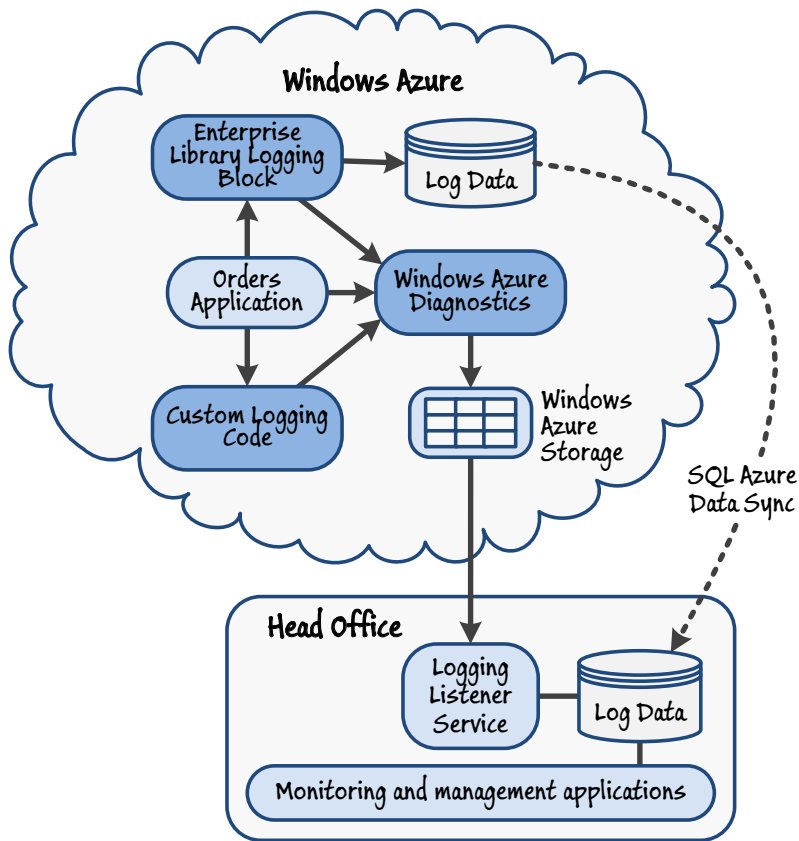 Windows Azure
Enterprise
Library Logging
Block
Log Data
Orders
Application
Windows Azure
Diagnostics
Custom Logging
Code
Windows
Azure
Storage
SQL Azure
Data Sync
Head Office
Logging
Listener
Service
Log Data
Monitoring and management applications